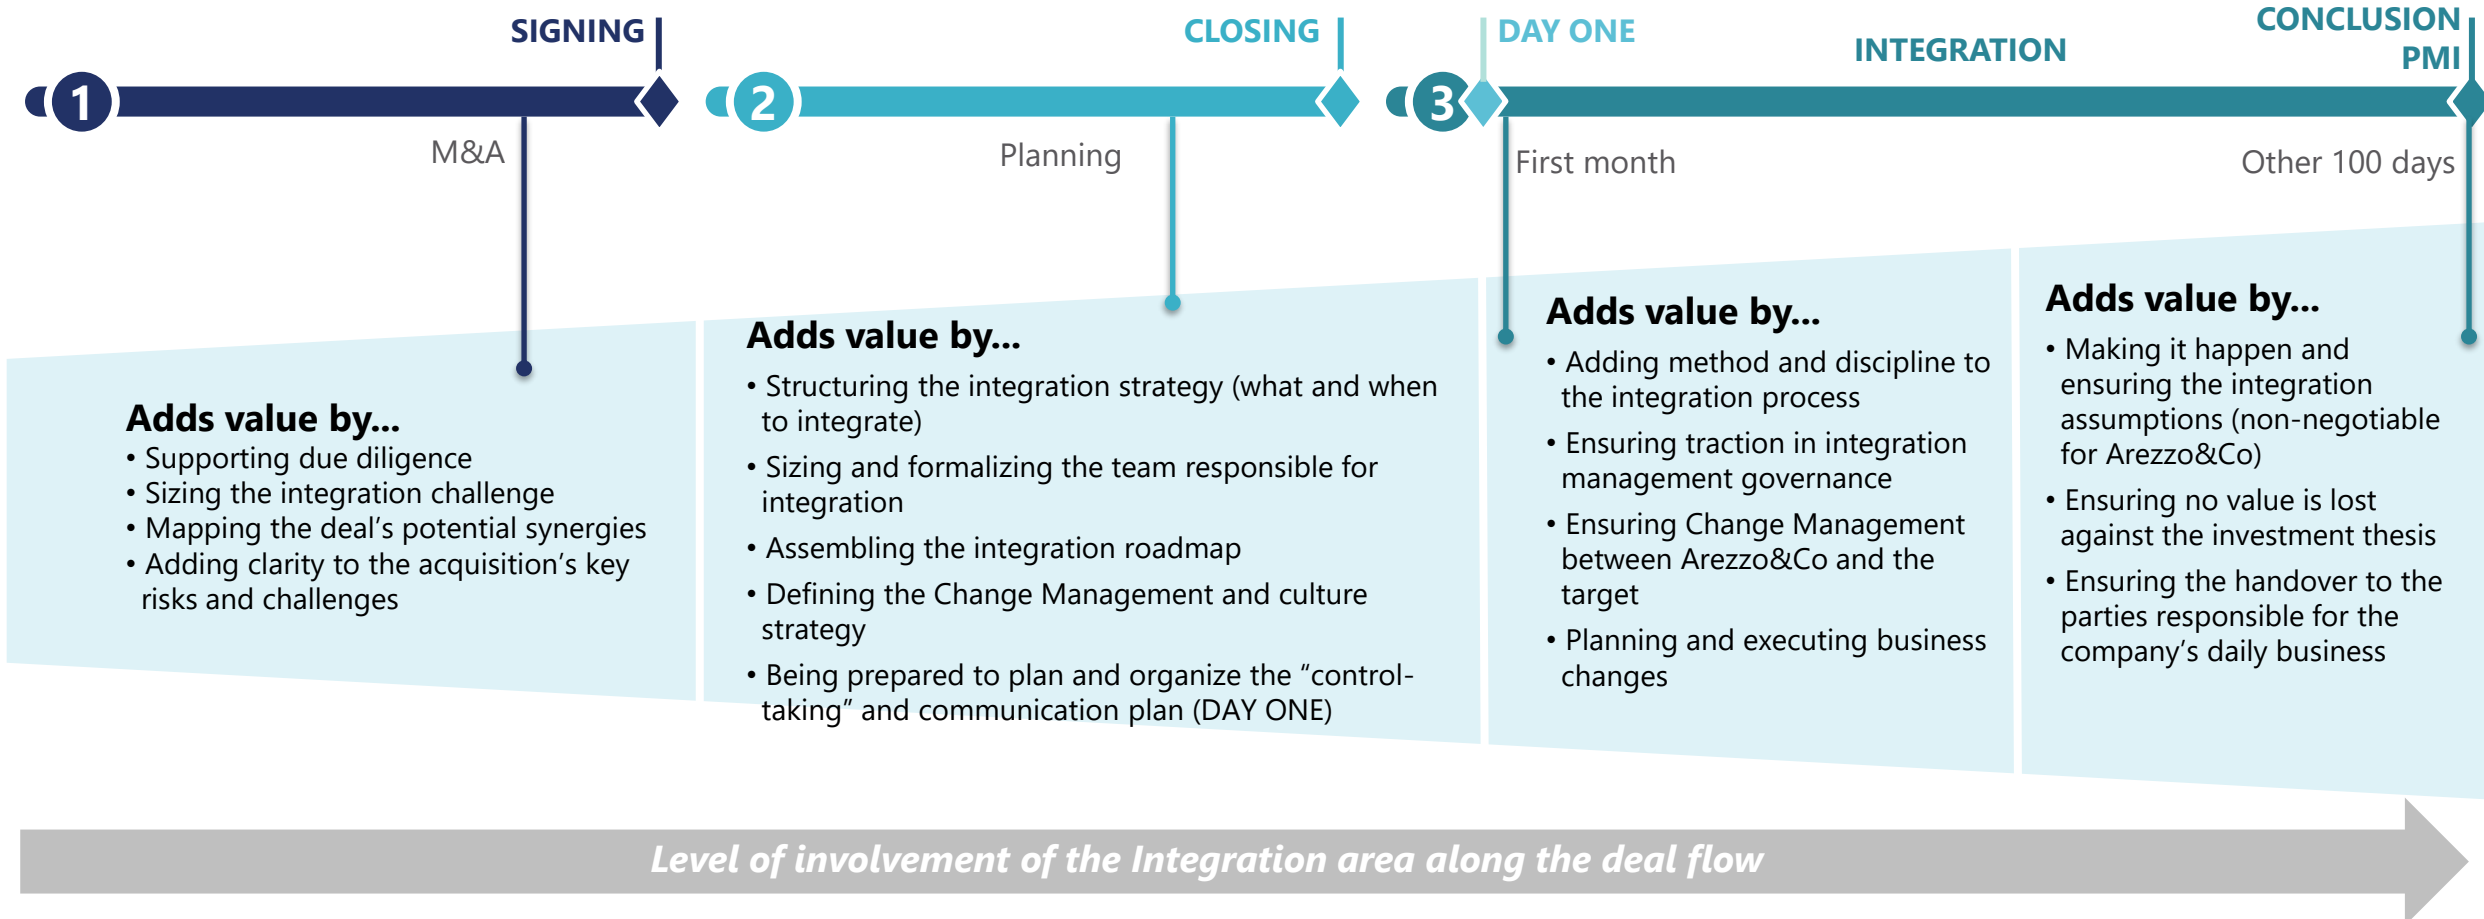 SIGNING
CLOSING
DAY ONE
INTEGRATION
CONCLUSION
PMI
1
2
3
M&A
Planning
First month
Other 100 days
Adds value by...
• Supporting due diligence
• Sizing the integration challenge
• Mapping the deal’s potential synergies
• Adding clarity to the acquisition’s key
risks and challenges
Adds value by...
• Structuring the integration strategy (what and when
to integrate)
• Sizing and formalizing the team responsible for
integration
• Assembling the integration roadmap
• Defining the Change Management and culture
strategy
• Being prepared to plan and organize the “control-
taking” and communication plan (DAY ONE)
Adds value by...
• Adding method and discipline to
the integration process
• Ensuring traction in integration
management governance
• Ensuring Change Management
between Arezzo&Co and the
target
• Planning and executing business
changes
Adds value by...
• Making it happen and
ensuring the integration
assumptions (non-negotiable
for Arezzo&Co)
• Ensuring no value is lost
against the investment thesis
• Ensuring the handover to the
parties responsible for the
company’s daily business
Level of involvement of the Integration area along the deal flow